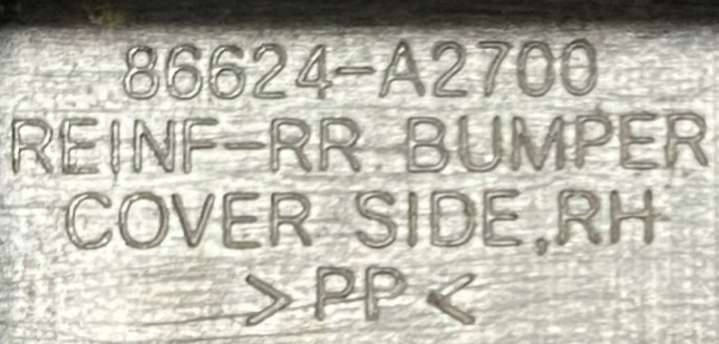 86624-A2700
REINF-RR. BUMPER
COVER SIDE,RH
>PP<